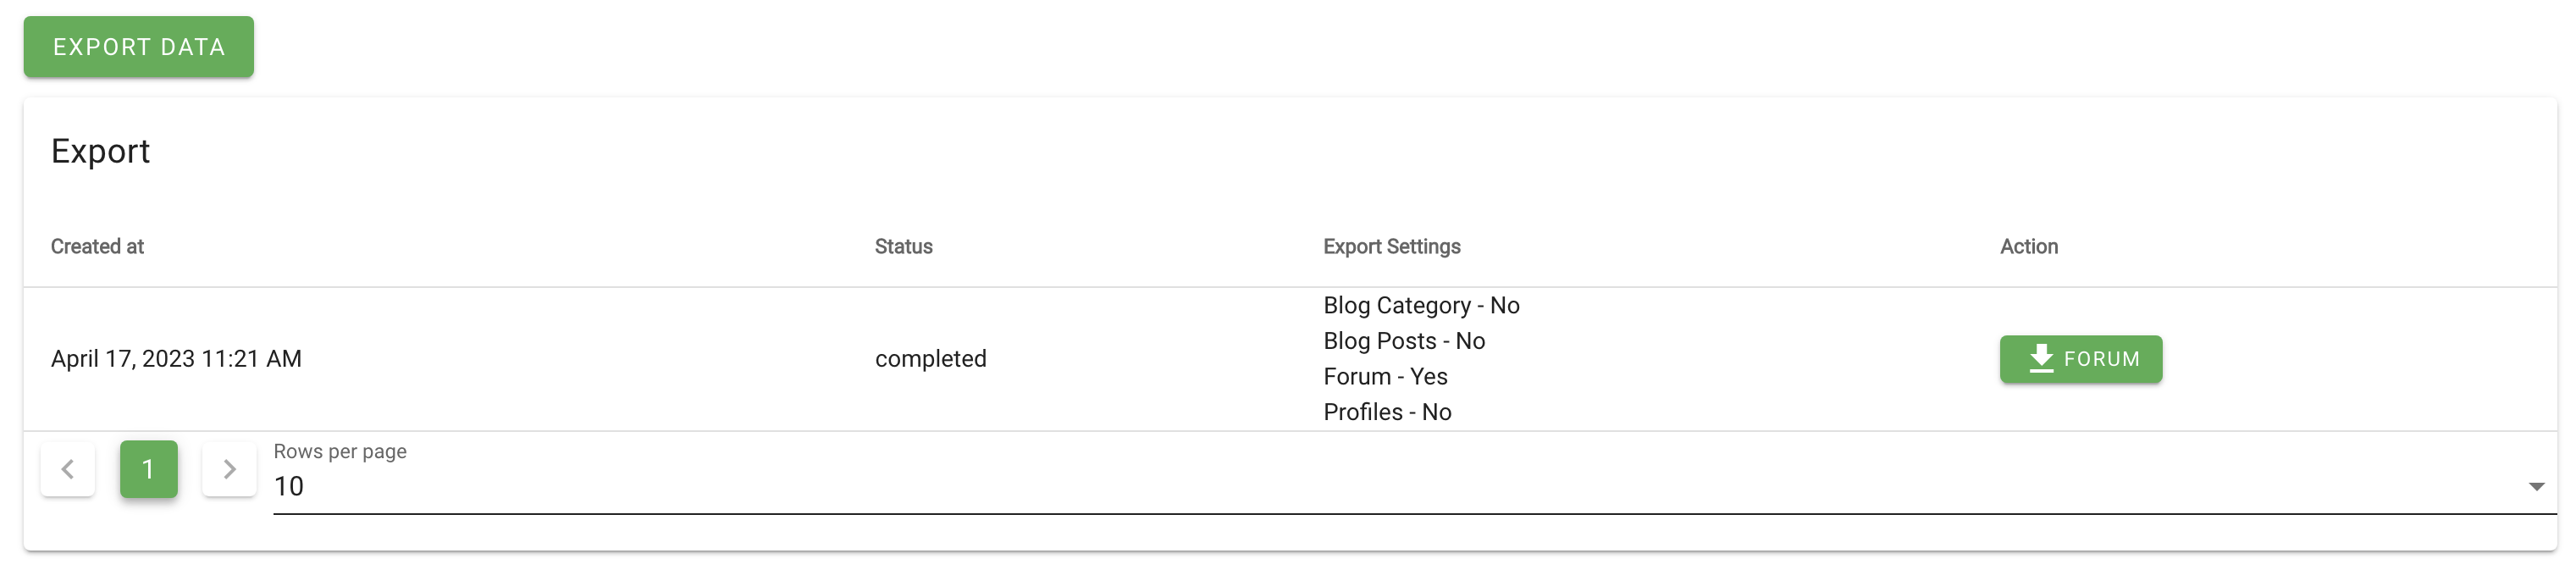 EXPORT DATA
Export
Created at Status Export Settings Action
Blog Category - No
Blog Posts - No
April 17, 2023 11:21 AM completed FORUM
Forum - Yes
Profiles - No
Rows per page
1
10